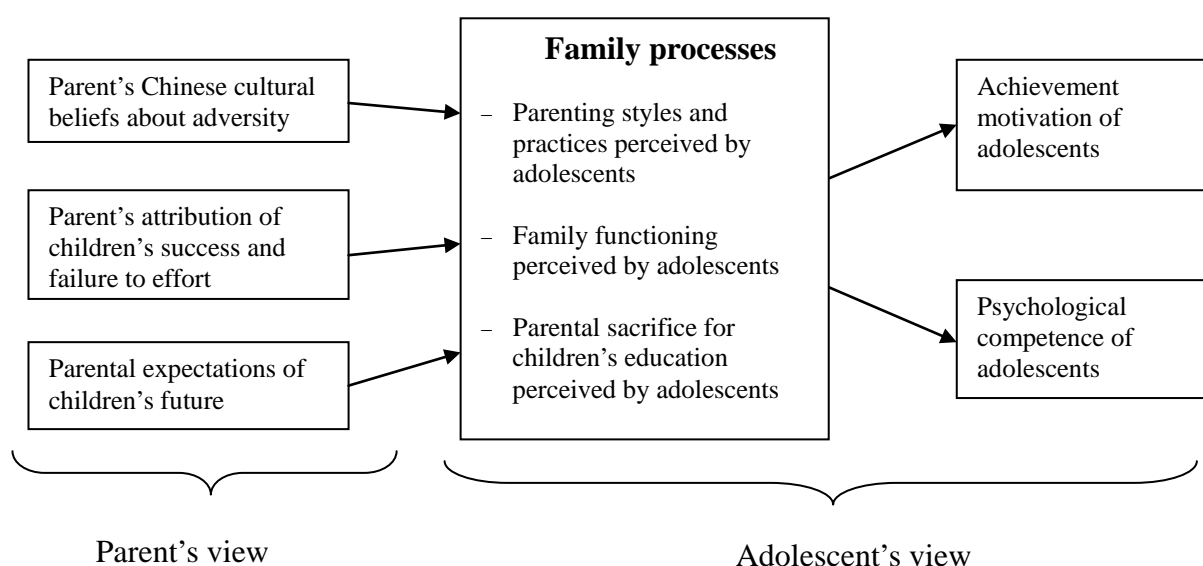 Parent’s Chinese cultural
beliefs about adversity
Parent’s attribution of
children’s success and
failure to effort
Parental expectations of
children’s future
Family processes
– Parenting styles and
practices perceived by
adolescents
– Family functioning
perceived by adolescents
– Parental sacrifice for
children’s education
perceived by adolescents
Achievement
motivation of
adolescents
Psychological
competence of
adolescents
Parent’s view
Adolescent’s view